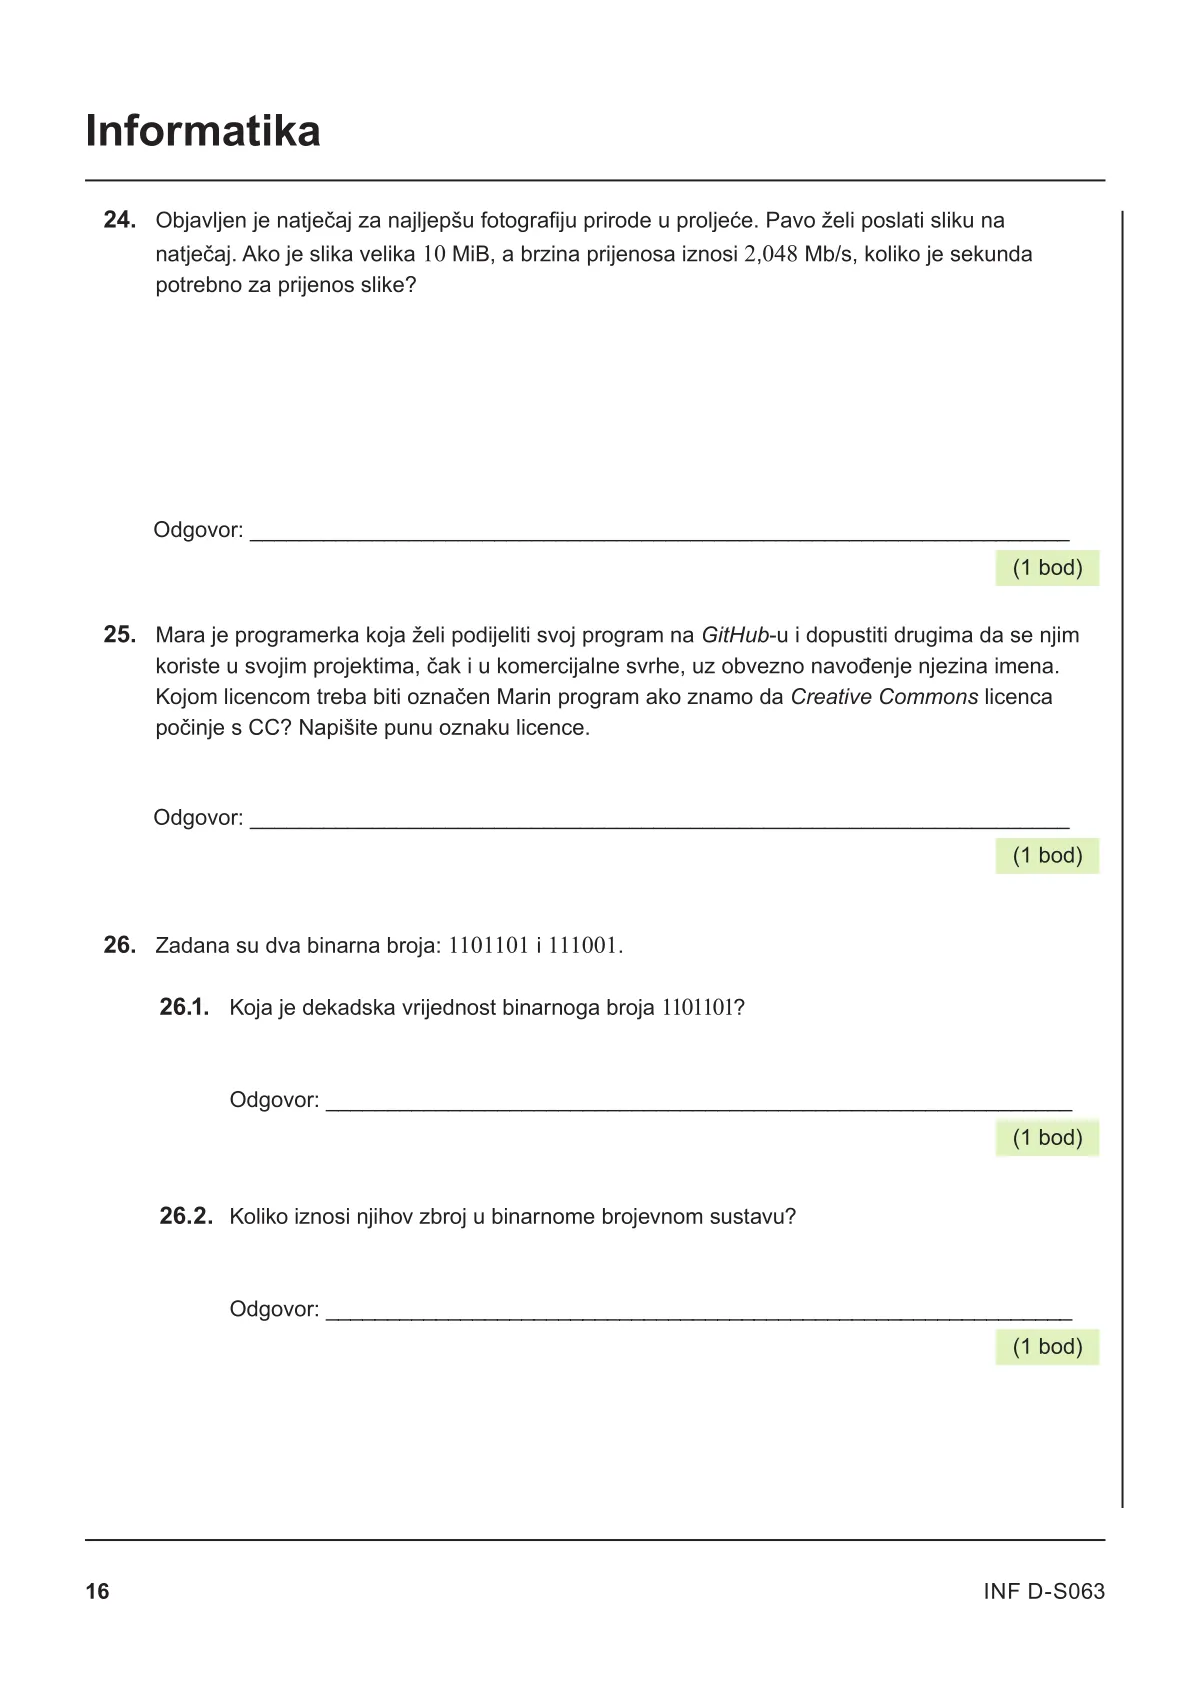 Informatika
24. Objavljen je natječaj za najljepšu fotografiju prirode u proljeće. Pavo želi poslati sliku na
natječaj. Ako je slika velika 10 MiB, a brzina prijenosa iznosi 2,048 Mb/s, koliko je sekunda
potrebno za prijenos slike?
Odgovor: ____________________________________________________________________
(1 bod)
25. Mara je programerka koja želi podijeliti svoj program na GitHub-u i dopustiti drugima da se njim
koriste u svojim projektima, čak i u komercijalne svrhe, uz obvezno navođenje njezina imena.
Kojom licencom treba biti označen Marin program ako znamo da Creative Commons licenca
počinje s CC? Napišite punu oznaku licence.
Odgovor: ____________________________________________________________________
(1 bod)
26. Zadana su dva binarna broja: 1101101 i 111001.
26.1. Koja je dekadska vrijednost binarnoga broja 1101101?
Odgovor: ______________________________________________________________
(1 bod)
26.2. Koliko iznosi njihov zbroj u binarnome brojevnom sustavu?
Odgovor: ______________________________________________________________
(1 bod)
16
INF D-S063